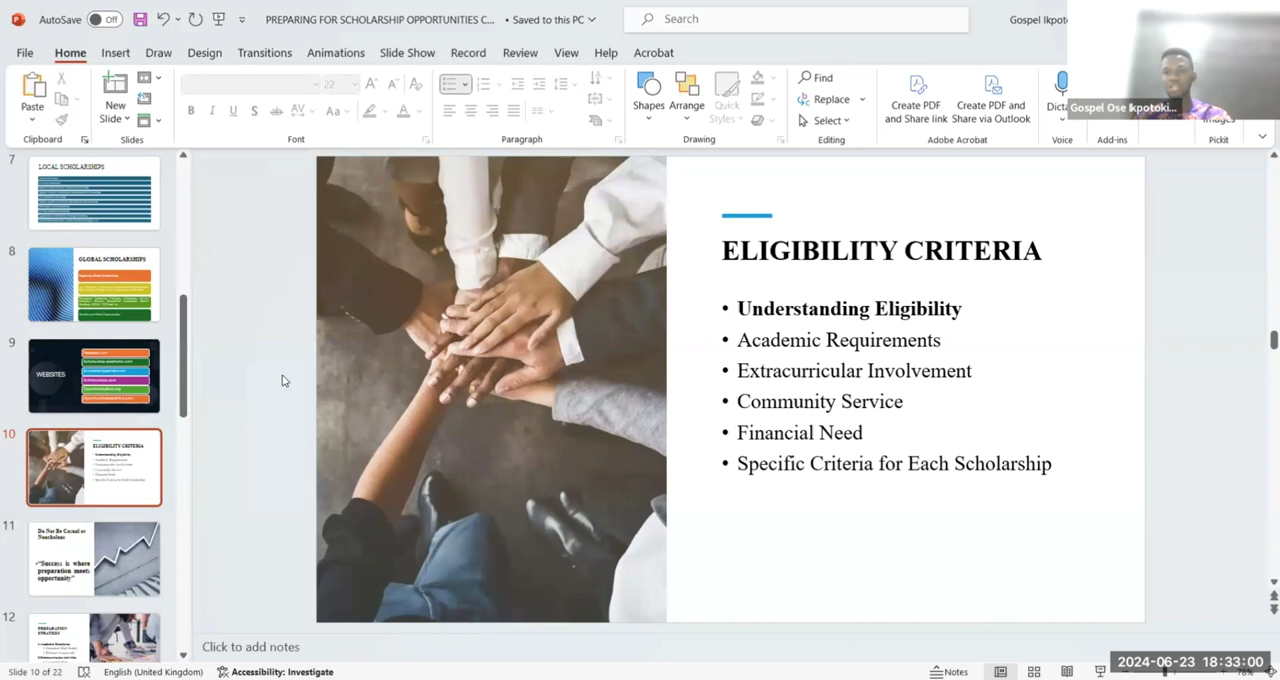 AutoSave Off PREPARING FOR SCHOLARSHIP OPPORTUNITIES C... • Saved to this PC Search Gospel Ikpoto
File Home Insert Draw Design Transitions Animations Slide Show Record Review View Help Acrobat
Paste
New
Slide
22
Shapes
Arrange
Quick
Styles
Find
Replace
Select
Create PDF
and Share link
Create PDF and
Share via Outlook
Dict
Gospel Ose Ikpotoki...
Clipboard Slides Font Paragraph Drawing Editing Adobe Acrobat Voice Add-ins Pickit
7
LOCAL SCHOLARSHIPS
8
GLOBAL SCHOLARSHIPS
9
WEBSITES
10
ELIGIBILITY CRITERIA
11
Do Not Be Casual or
Nonchalant
"Success is where
preparation meets
opportunity"
12
PREPARATION
STRATEGY
ELIGIBILITY CRITERIA
• Understanding Eligibility
• Academic Requirements
• Extracurricular Involvement
• Community Service
• Financial Need
• Specific Criteria for Each Scholarship
Click to add notes
Slide 10 of 22 English (United Kingdom) Accessibility: Investigate Notes 78%
2024-06-23 18:33:00